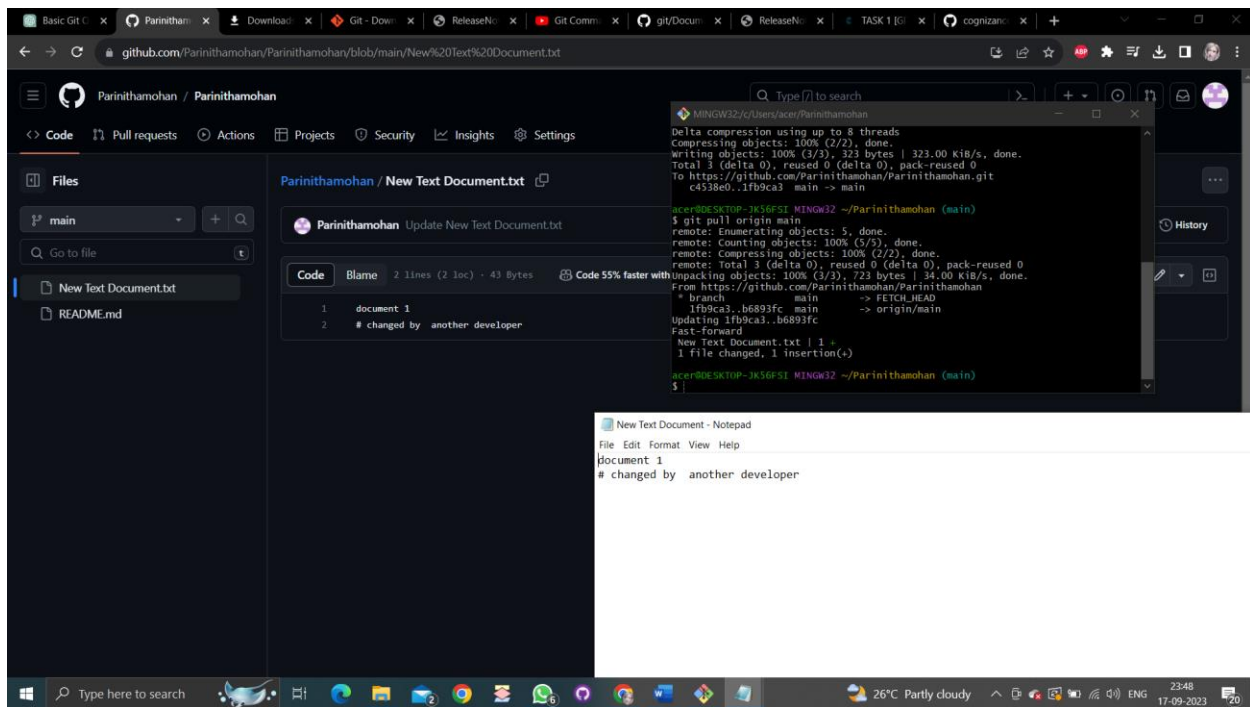 Basic Git C
Parinitham
Download
Git - Down
ReleaseNo
Git Comm
git/Docum
ReleaseNo
TASK 1 [Gl
cognizanc
github.com/Parinithamohan/Parinithamohan/blob/main/New%20Text%20Document.txt
ABP
Parinithamohan / Parinithamohan
Type / to search
<> Code Pull requests Actions Projects Security Insights Settings
Files
main
Go to file t
New Text Document.txt
README.md
Parinithamohan / New Text Document.txt
Parinithamohan Update New Text Document.txt
History
Code Blame 2 lines (2 loc) · 43 Bytes Code 55% faster with
1 document 1
2 # changed by another developer
MINGW32:/c/Users/acer/Parinithamohan
Delta compression using up to 8 threads
Compressing objects: 100% (2/2), done.
Writing objects: 100% (3/3), 323 bytes | 323.00 KiB/s, done.
Total 3 (delta 0), reused 0 (delta 0), pack-reused 0
To https://github.com/Parinithamohan/Parinithamohan.git
c4538e0..1fb9ca3 main -> main
acer@DESKTOP-JK56FSI MINGW32 ~/Parinithamohan (main)
$ git pull origin main
remote: Enumerating objects: 5, done.
remote: Counting objects: 100% (5/5), done.
remote: Compressing objects: 100% (2/2), done.
remote: Total 3 (delta 0), reused 0 (delta 0), pack-reused 0
Unpacking objects: 100% (3/3), 723 bytes | 34.00 KiB/s, done.
From https://github.com/Parinithamohan/Parinithamohan
* branch main -> FETCH_HEAD
1fb9ca3..b6893fc main -> origin/main
Updating 1fb9ca3..b6893fc
Fast-forward
New Text Document.txt | 1 +
1 file changed, 1 insertion(+)
acer@DESKTOP-JK56FSI MINGW32 ~/Parinithamohan (main)
$
New Text Document - Notepad
File Edit Format View Help
document 1
# changed by another developer
Type here to search
26°C Partly cloudy
ENG
23:48
17-09-2023
20